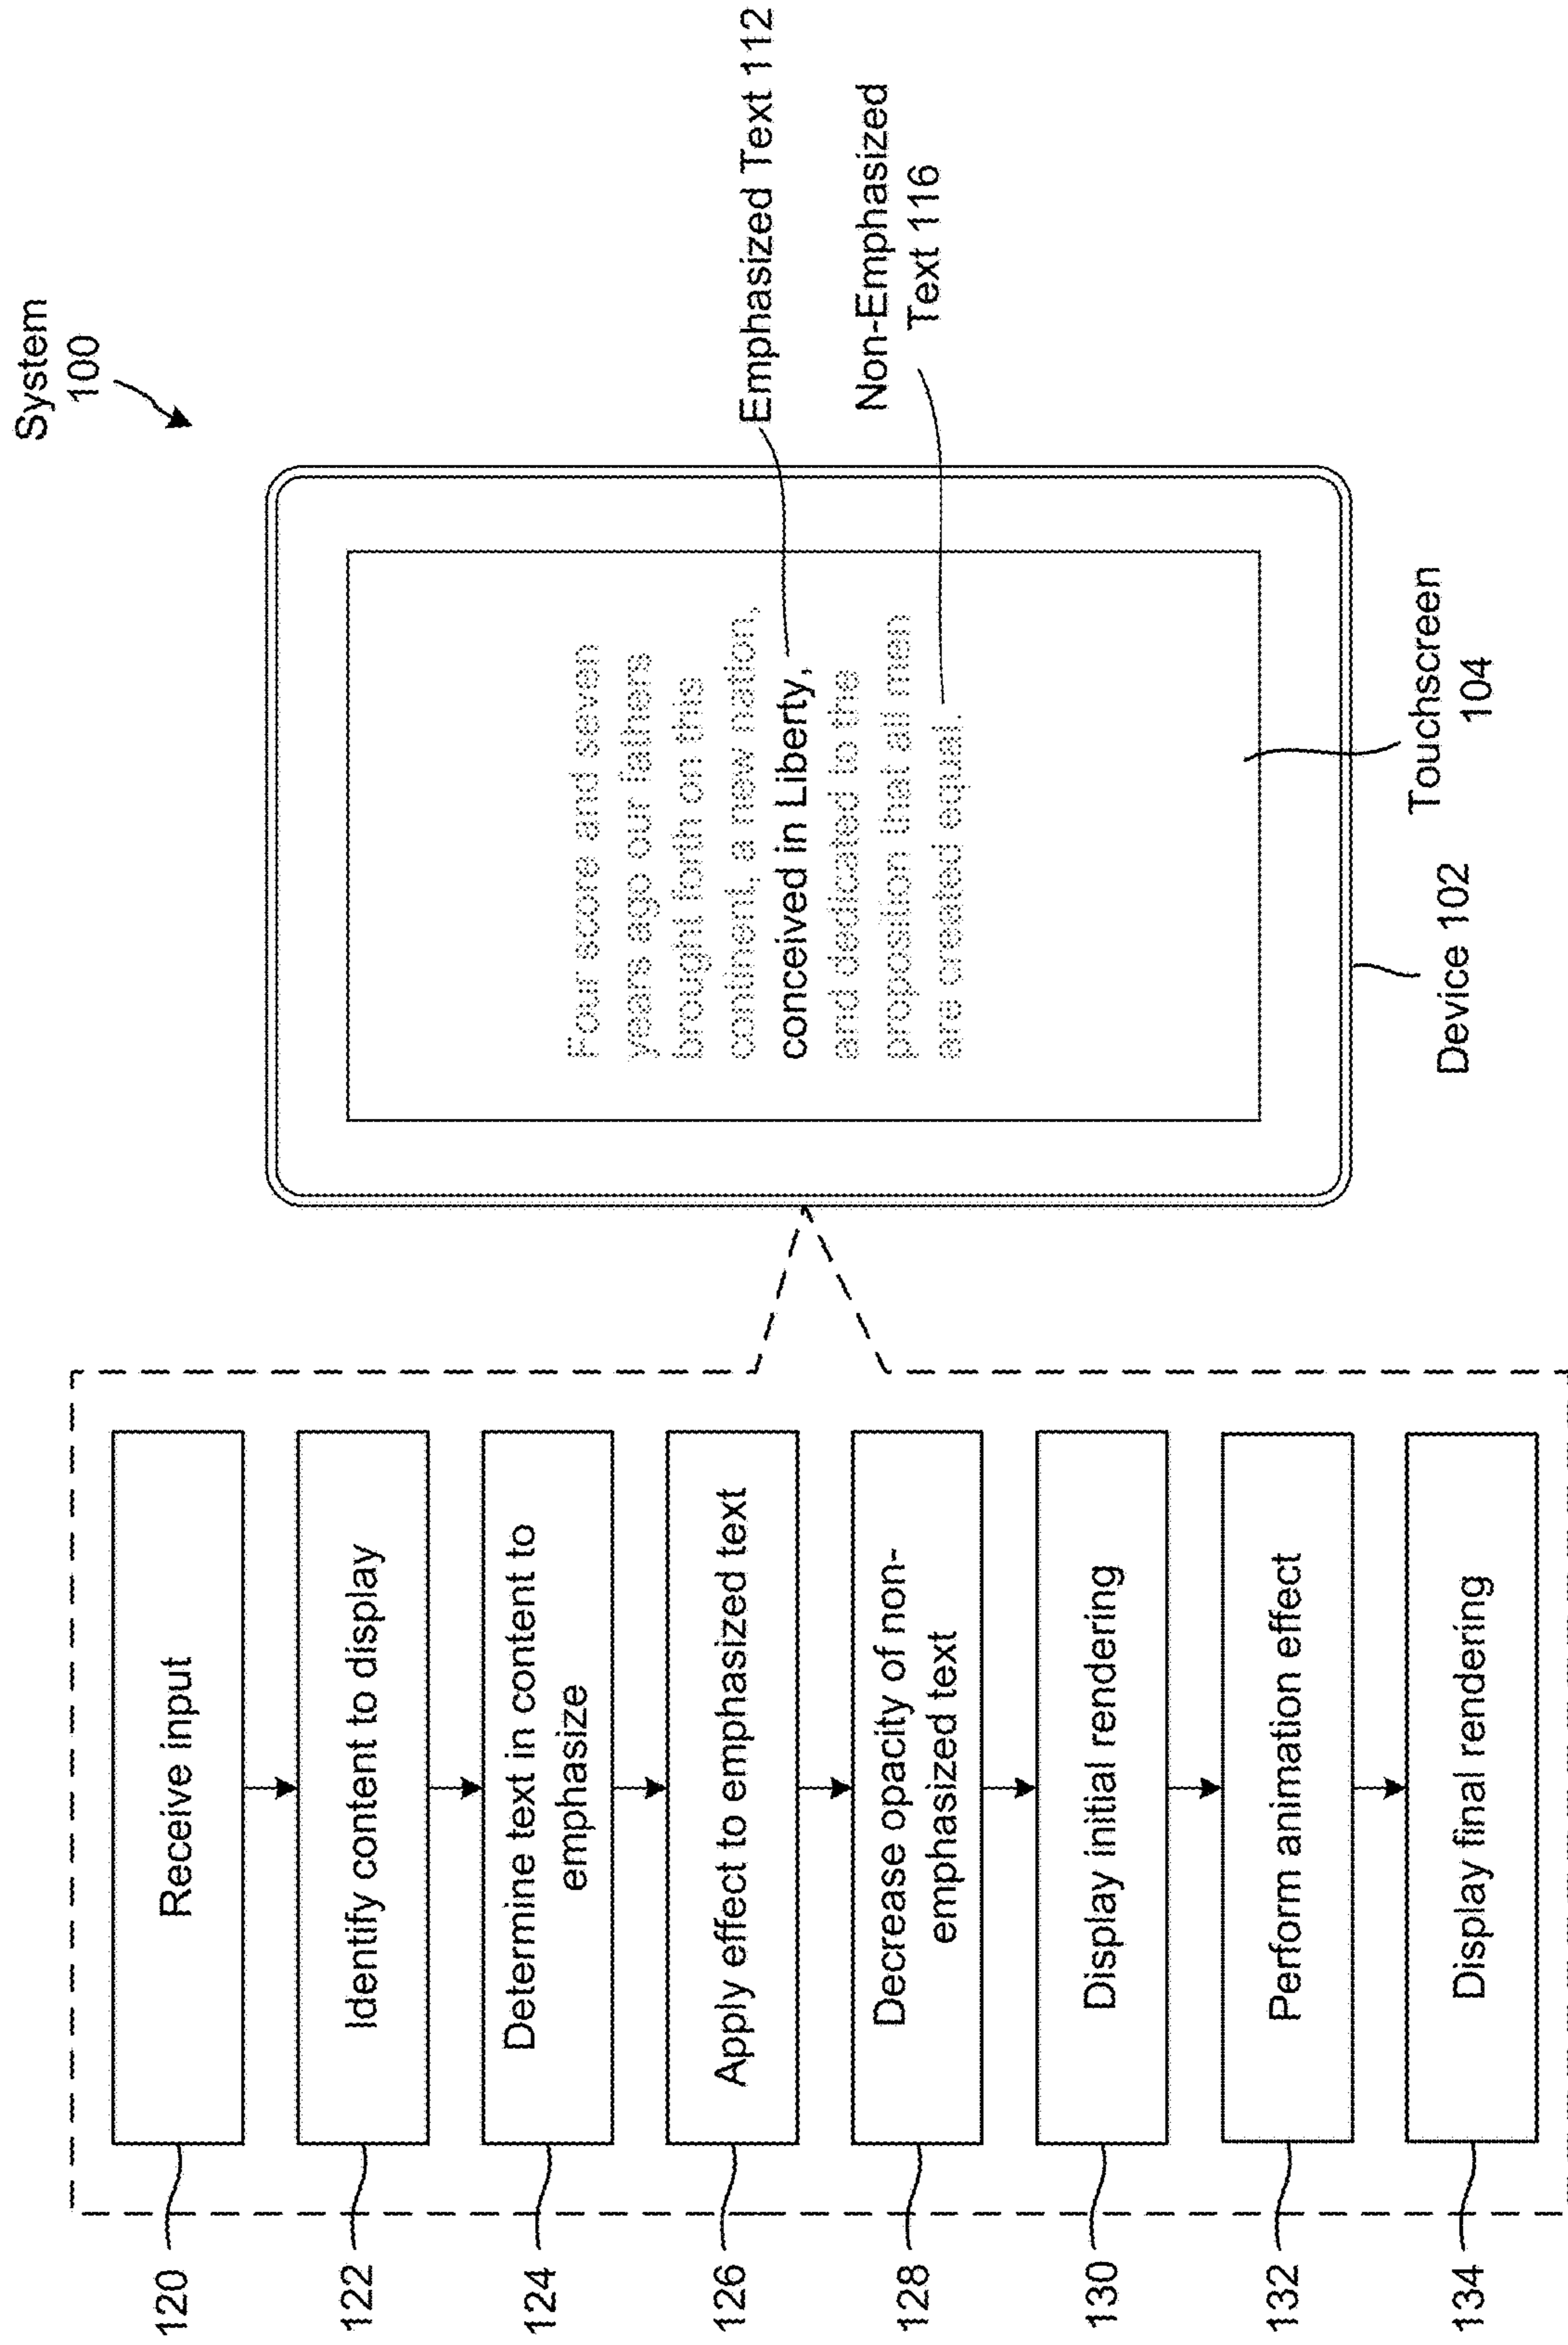 System
100
120
Receive input
122
Identify content to display
124
Determine text in content to
emphasize
126
Apply effect to emphasized text
128
Decrease opacity of non-
emphasized text
130
Display initial rendering
132
Perform animation effect
134
Display final rendering
Four score and seven
years ago our fathers
brought forth on this
continent, a new nation,
conceived in Liberty,
and dedicated to the
proposition that all men
are created equal.
Emphasized Text 112
Non-Emphasized
Text 116
Device 102
Touchscreen
104